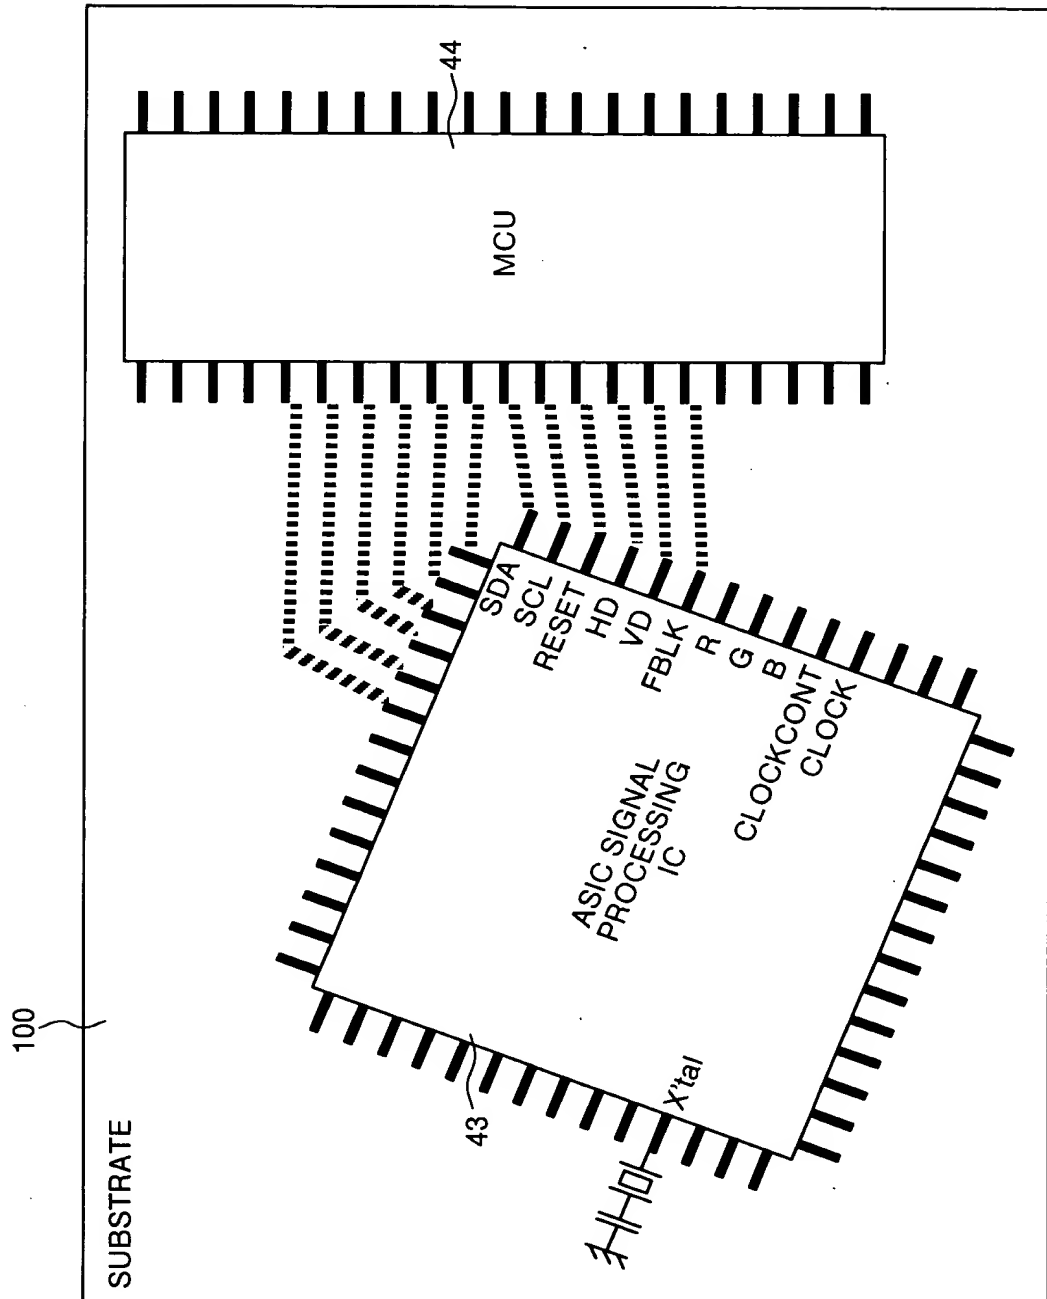 100
SUBSTRATE
44
MCU
43
SDA
SCL
RESET
HD
VD
FBLK
R
G
B
CLOCKCONT
CLOCK
ASIC SIGNAL
PROCESSING
IC
X'tal